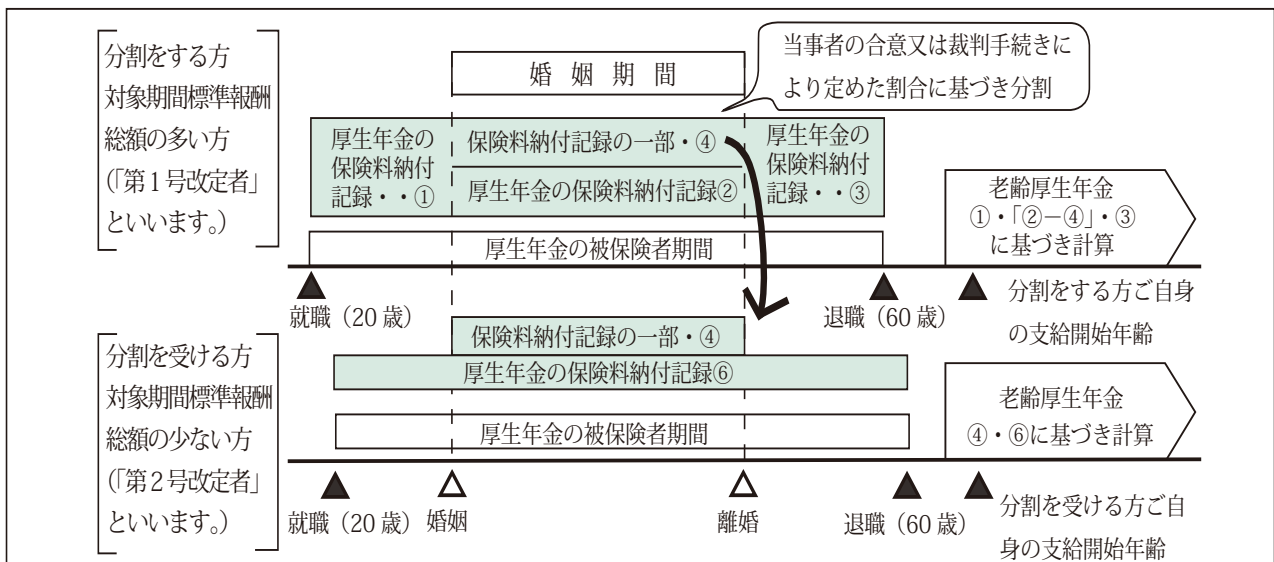 分割をする方
対象期間標準報酬
総額の多い方
(「第1号改定者」
といいます。)
婚姻期間
当事者の合意又は裁判手続きに
より定めた割合に基づき分割
厚生年金の
保険料納付
記録・・①
保険料納付記録の一部・④
厚生年金の保険料納付記録②
厚生年金の
保険料納付
記録・・③
老齢厚生年金
①・「②－④」・③
に基づき計算
厚生年金の被保険者期間
就職(20歳)
退職(60歳)
分割をする方ご自身
の支給開始年齢
分割を受ける方
対象期間標準報酬
総額の少ない方
(「第2号改定者」
といいます。)
保険料納付記録の一部・④
厚生年金の保険料納付記録⑥
厚生年金の被保険者期間
老齢厚生年金
④・⑥に基づき計算
就職(20歳)
婚姻
離婚
退職(60歳)
分割を受ける方ご自
身の支給開始年齢